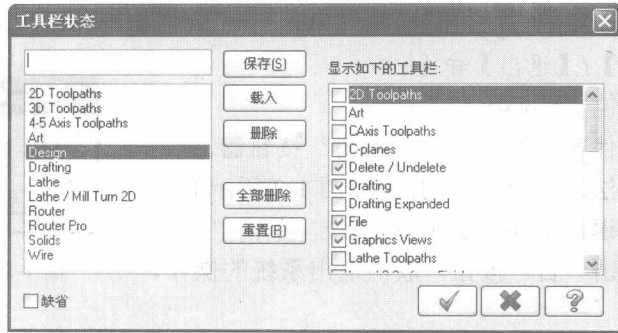 工具栏状态
保存(S)
载入
删除
全部删除
重置(R)
2D Toolpaths
3D Toolpaths
4-5 Axis Toolpaths
Art
Design
Drafting
Lathe
Lathe / Mill Turn 2D
Router
Router Pro
Solids
Wire
缺省
显示如下的工具栏:
2D Toolpaths
Art
CAxis Toolpaths
C-planes
Delete / Undelete
Drafting
Drafting Expanded
File
Graphics Views
Lathe Toolpaths